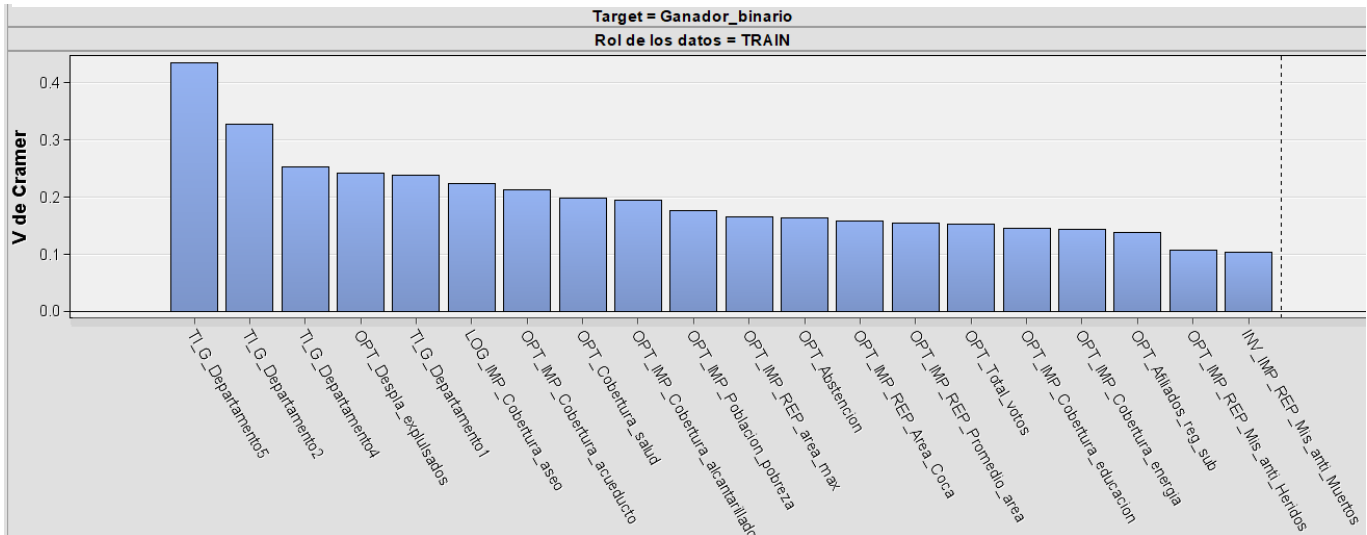 Target = Ganador_binario
Rol de los datos = TRAIN
V de Cramer
0.4
0.3
0.2
0.1
0.0
TI_G_Departamento5
TI_G_Departamento2
TI_G_Departamento4
OPT_Despla_explulsados
TI_G_Departamento1
LOG_IMP_Cobertura_aseo
OPT_IMP_Cobertura_acueducto
OPT_Cobertura_salud
OPT_IMP_Cobertura_alcantarillado
OPT_IMP_Poblacion_pobreza
OPT_IMP_REP_area_max
OPT_Abstencion
OPT_IMP_REP_Area_Coca
OPT_IMP_REP_Promedio_area
OPT_Total_votos
OPT_IMP_Cobertura_educacion
OPT_IMP_Cobertura_energia
OPT_Afiliados_reg_sub
OPT_IMP_REP_Mis_anti_Heridos
INV_IMP_REP_Mis_anti_Muertos